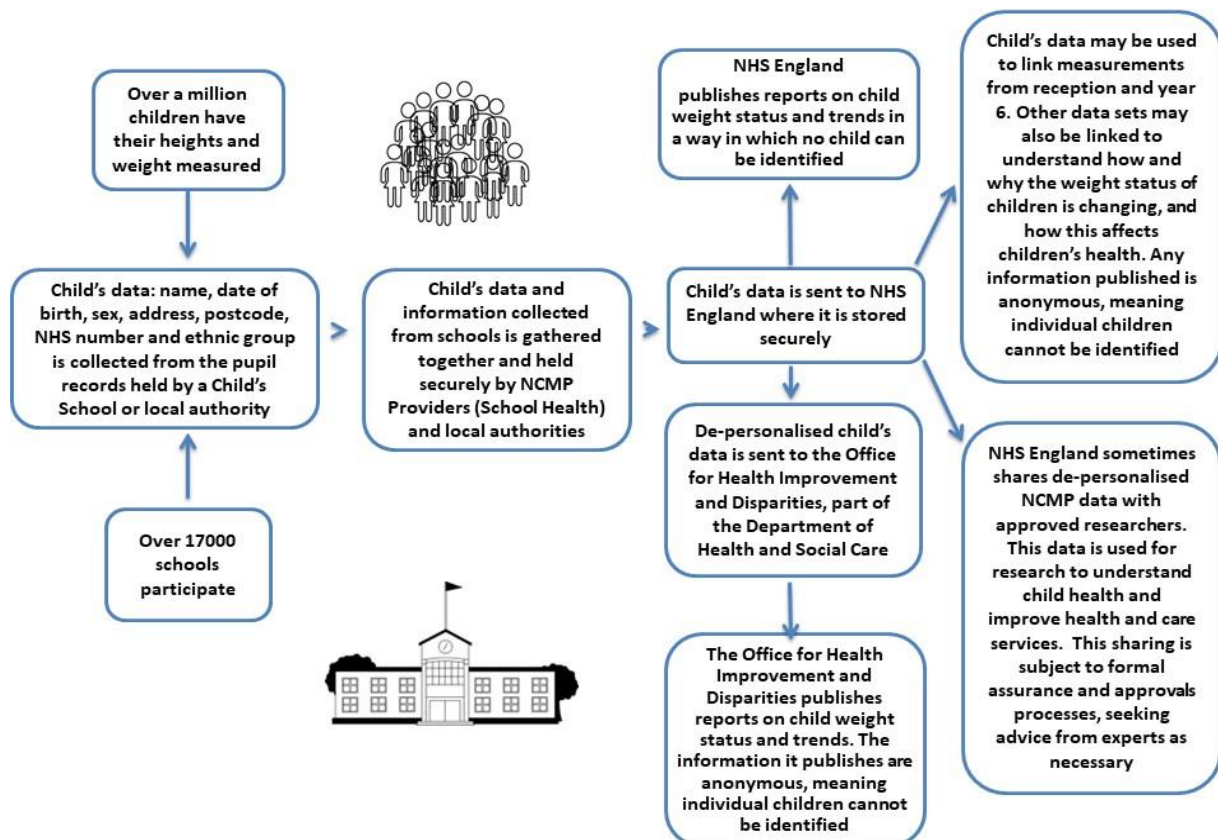 Over a million
children have
their heights and
weight measured
Child’s data: name, date of
birth, sex, address, postcode,
NHS number and ethnic group
is collected from the pupil
records held by a Child’s
School or local authority
Over 17000
schools
participate
Child’s data and
information collected
from schools is gathered
together and held
securely by NCMP
Providers (School Health)
and local authorities
NHS England
publishes reports on child
weight status and trends in
a way in which no child can
be identified
Child’s data is sent to NHS
England where it is stored
securely
De-personalised child’s
data is sent to the Office
for Health Improvement
and Disparities, part of
the Department of
Health and Social Care
The Office for Health
Improvement and
Disparities publishes
reports on child weight
status and trends. The
information it publishes are
anonymous, meaning
individual children cannot
be identified
Child’s data may be used
to link measurements
from reception and year
6. Other data sets may
also be linked to
understand how and
why the weight status of
children is changing, and
how this affects
children’s health. Any
information published is
anonymous, meaning
individual children
cannot be identified
NHS England sometimes
shares de-personalised
NCMP data with
approved researchers.
This data is used for
research to understand
child health and
improve health and care
services. This sharing is
subject to formal
assurance and approvals
processes, seeking
advice from experts as
necessary